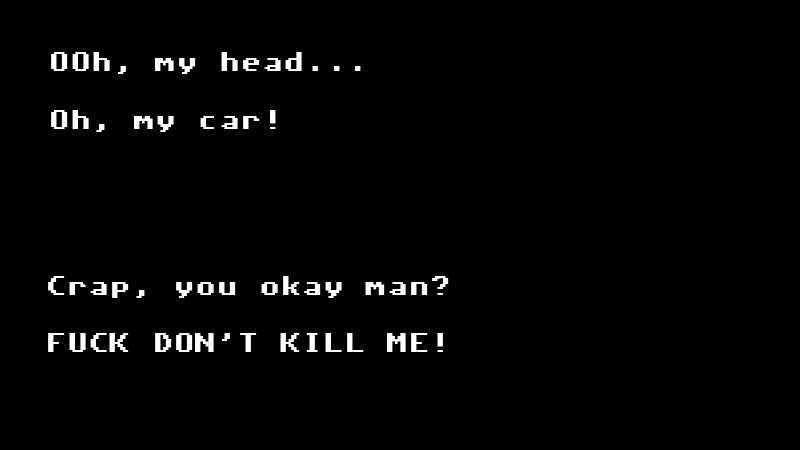 OOh, my head...
Oh, my car!
Crap, you okay man?
FUCK DON'T KILL ME!